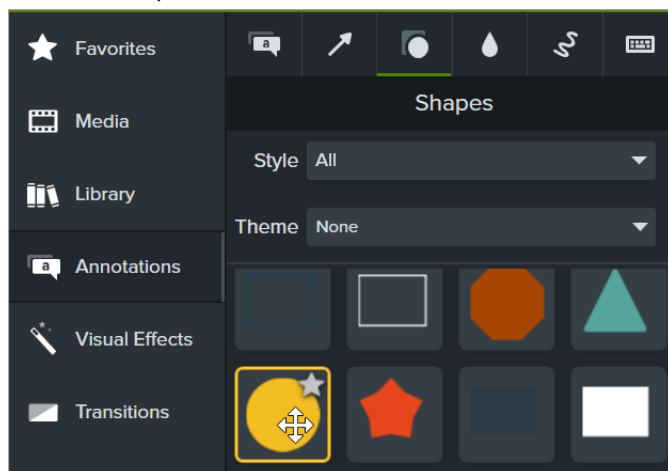 Favorites
a
Media
Shapes
Style All
Library
Theme None
a Annotations
Visual Effects
Transitions